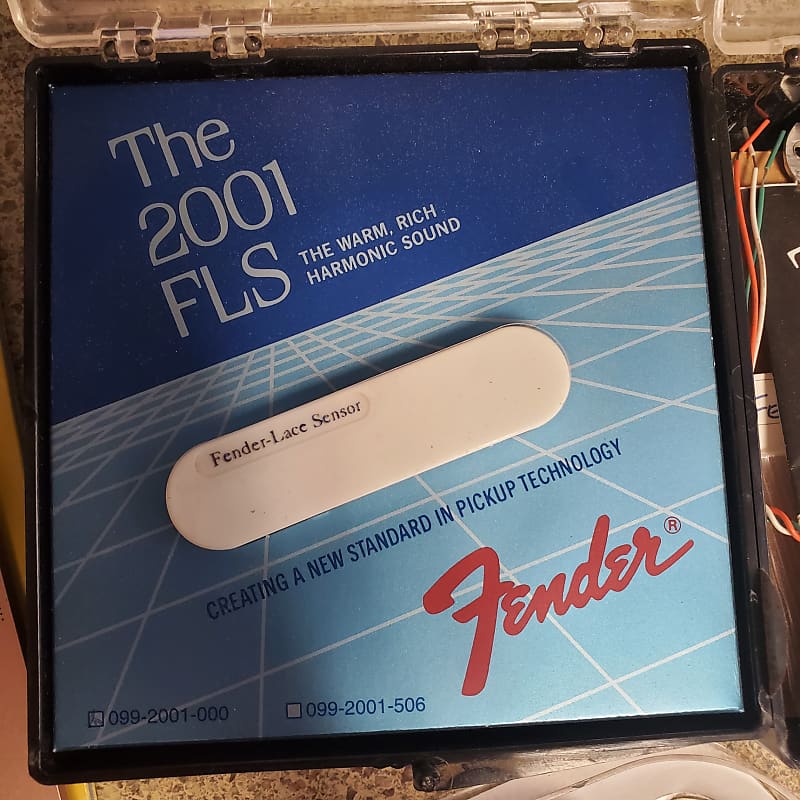 The
2001
FLS
THE WARM, RICH
HARMONIC SOUND
Fender-Lace Sensor
CREATING A NEW STANDARD IN PICKUP TECHNOLOGY
Fender®
099-2001-000
099-2001-506